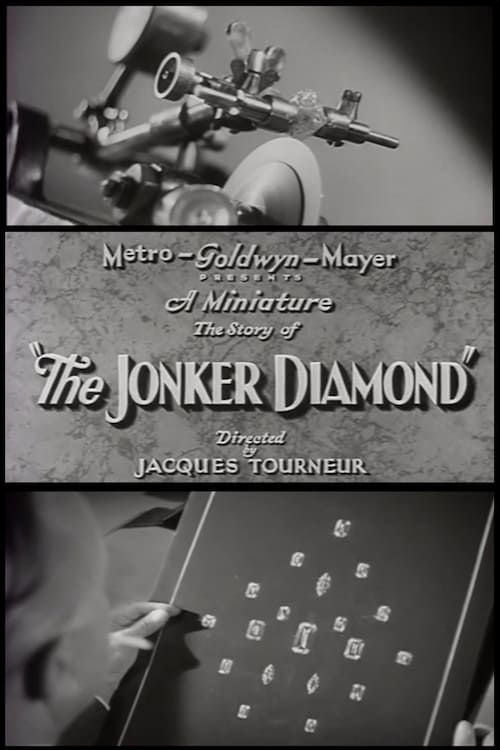 Metro-Goldwyn-Mayer
PRESENTS
A Miniature
The Story of
"The JONKER DIAMOND"
Directed
by
JACQUES TOURNEUR